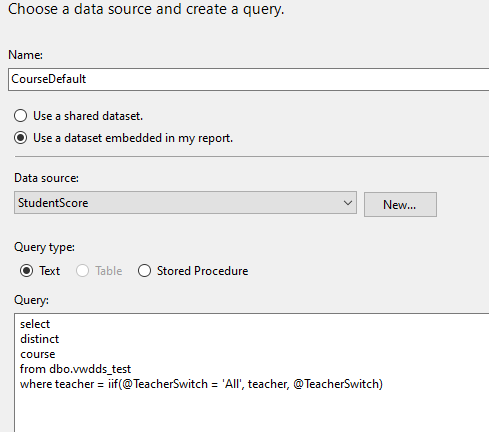 Choose a data source and create a query.
Name:
CourseDefault
Use a shared dataset.
Use a dataset embedded in my report.
Data source:
StudentScore
New...
Query type:
Text
Table
Stored Procedure
Query:
select
distinct
course
from dbo.vwdds_test
where teacher = iif(@TeacherSwitch = 'All', teacher, @TeacherSwitch)